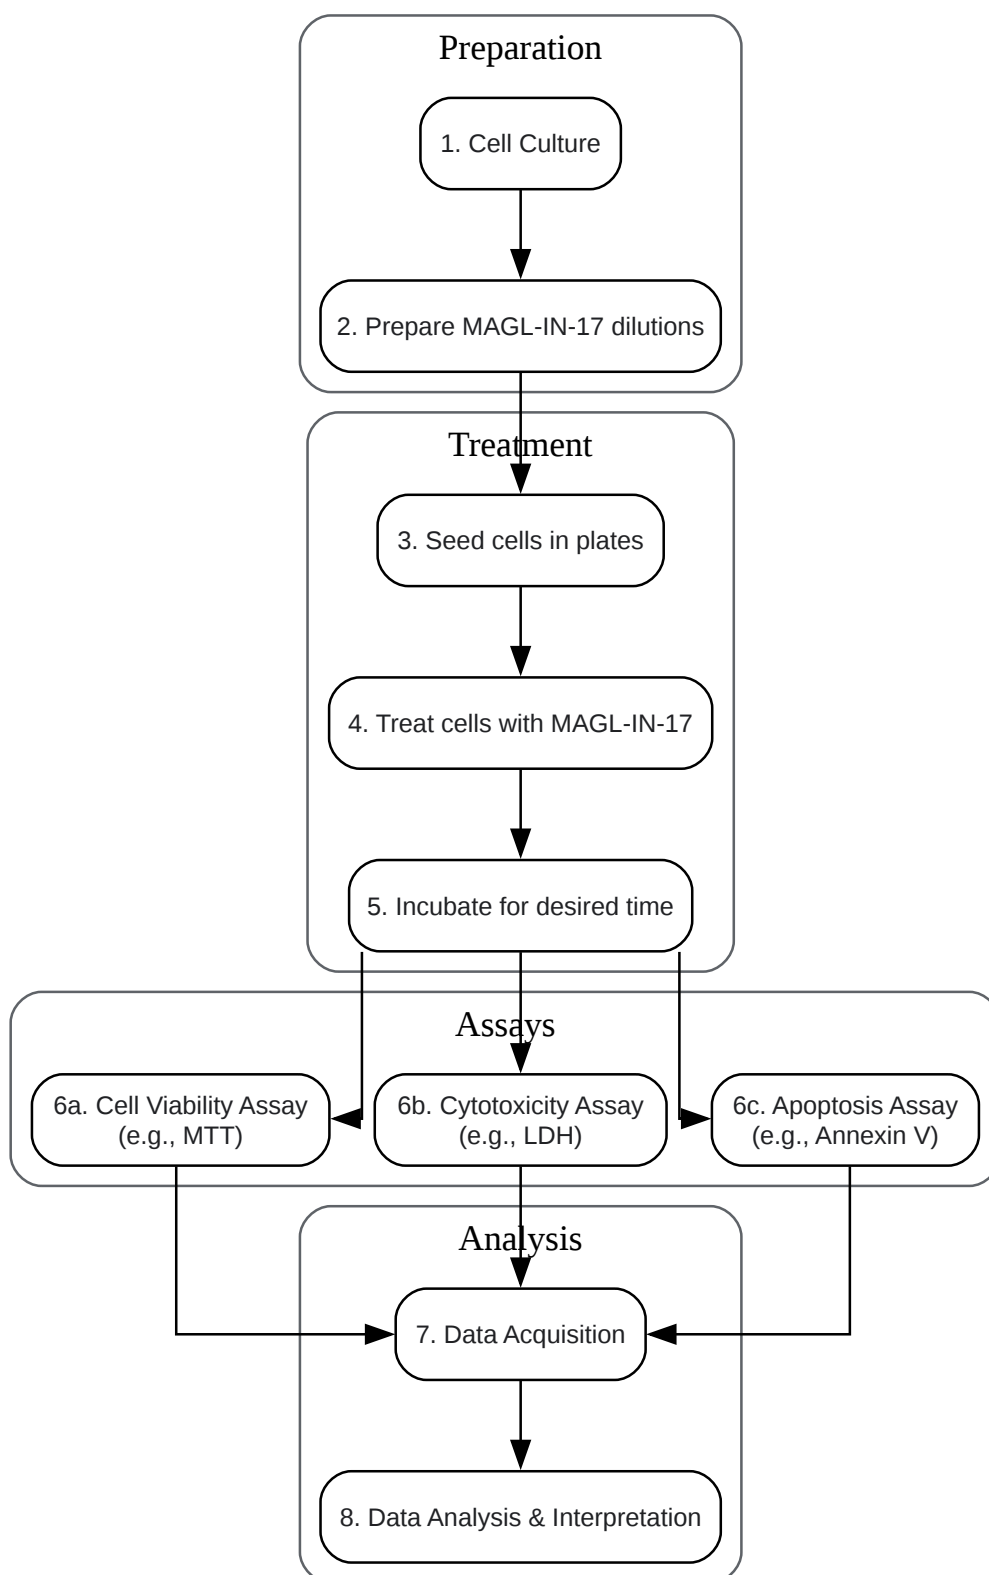 Preparation
1. Cell Culture
2. Prepare MAGL-IN-17 dilutions
Treatment
3. Seed cells in plates
4. Treat cells with MAGL-IN-17
5. Incubate for desired time
Assays
6a. Cell Viability Assay
(e.g., MTT)
6b. Cytotoxicity Assay
(e.g., LDH)
6c. Apoptosis Assay
(e.g., Annexin V)
Analysis
7. Data Acquisition
8. Data Analysis & Interpretation